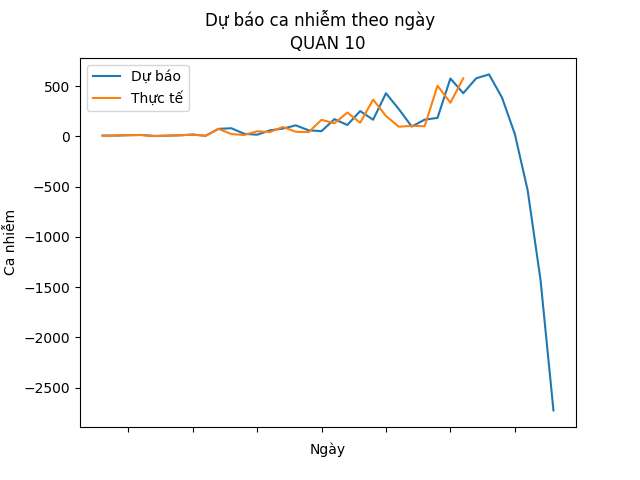 Dự báo ca nhiễm theo ngày
QUAN 10
Dự báo
Thực tế
500
0
−500
−1000
−1500
−2000
−2500
Ca nhiễm
Ngày